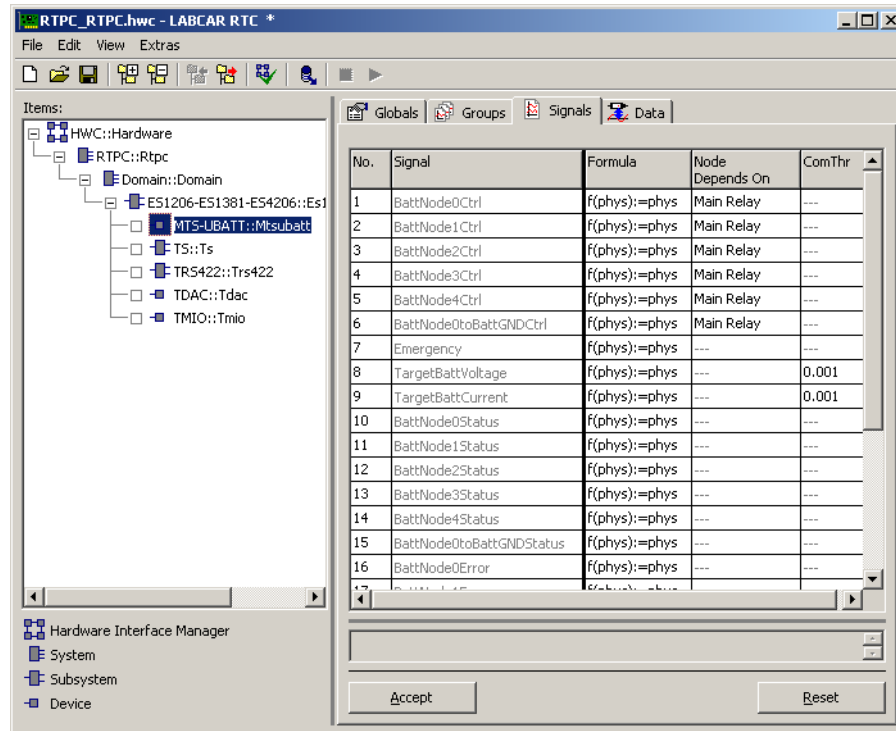 RTPC_RTPC.hwc - LABCAR RTC *
File Edit View Extras
Items:
HWC::Hardware
RTPC::Rtpc
Domain::Domain
ES1206-ES1381-ES4206::Es1
MTS-UBATT::Mtsubatt
TS::Ts
TRS422::Trs422
TDAC::Tdac
TMIO::Tmio
Hardware Interface Manager
System
Subsystem
Device
Globals Groups Signals Data
No. Signal Formula Node Depends On ComThr
1 BattNode0Ctrl f(phys):=phys Main Relay ---
2 BattNode1Ctrl f(phys):=phys Main Relay ---
3 BattNode2Ctrl f(phys):=phys Main Relay ---
4 BattNode3Ctrl f(phys):=phys Main Relay ---
5 BattNode4Ctrl f(phys):=phys Main Relay ---
6 BattNode0toBattGNDCtrl f(phys):=phys Main Relay ---
7 Emergency f(phys):=phys --- ---
8 TargetBattVoltage f(phys):=phys --- 0.001
9 TargetBattCurrent f(phys):=phys --- 0.001
10 BattNode0Status f(phys):=phys --- ---
11 BattNode1Status f(phys):=phys --- ---
12 BattNode2Status f(phys):=phys --- ---
13 BattNode3Status f(phys):=phys --- ---
14 BattNode4Status f(phys):=phys --- ---
15 BattNode0toBattGNDStatus f(phys):=phys --- ---
16 BattNode0Error f(phys):=phys --- ---
Accept Reset